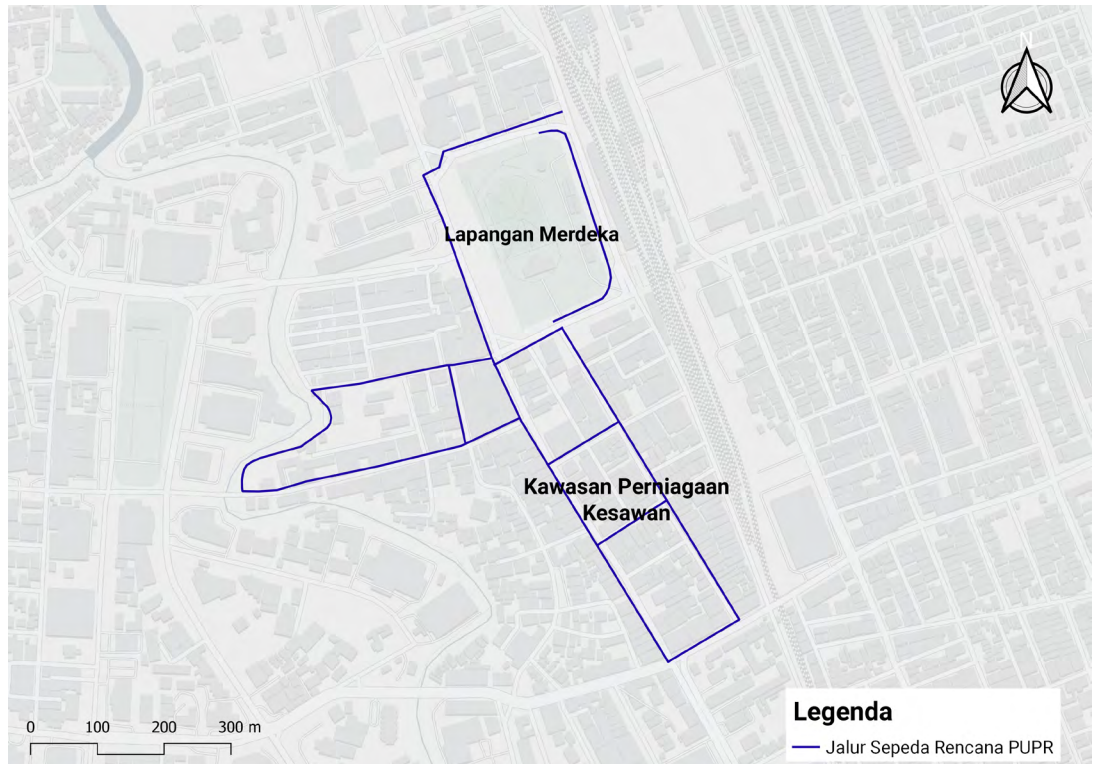 N
Lapangan Merdeka
Kawasan Perniagaan
Kesawan
0 100 200 300 m
Legenda
Jalur Sepeda Rencana PUPR